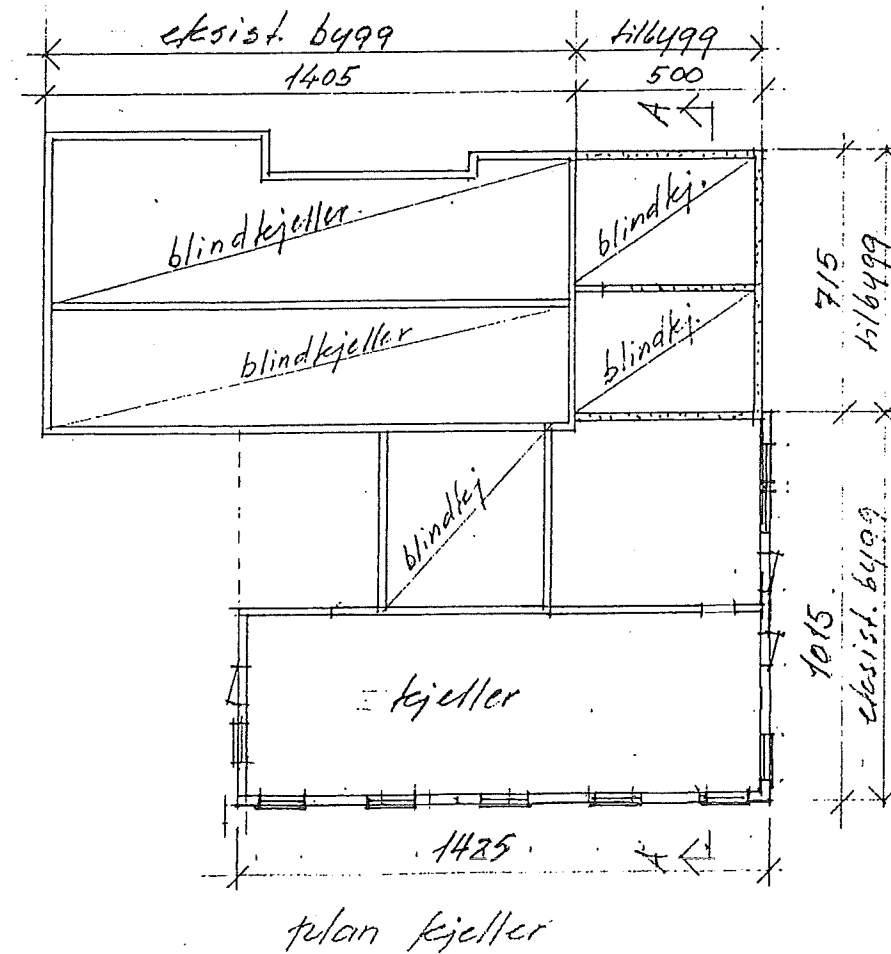 eksist. bygg
tilbygg
1405
500
A
blindkjeller
blindkj.
715
tilbygg
blindkjeller
blindkj.
blindkj
1015
eksist. bygg
kjeller
1425
A
plan kjeller